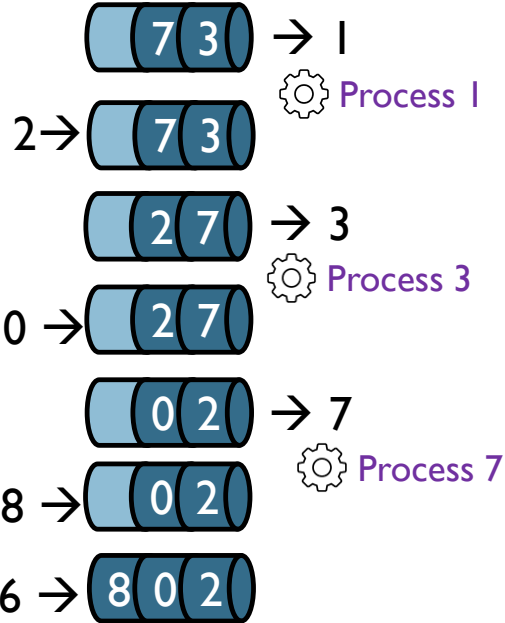 7 3 → 1
Process 1
2→ 7 3
2 7 → 3
Process 3
0 → 2 7
0 2 → 7
Process 7
8 → 0 2
6 → 8 0 2